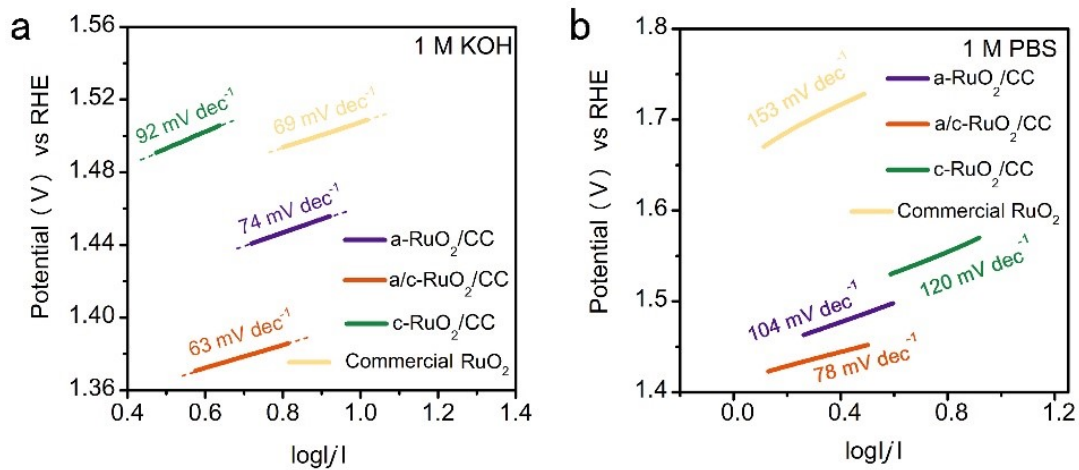 a
1 M KOH
Potential (V) vs RHE
1.56
1.52
1.48
1.44
1.40
1.36
92 mV dec⁻¹
69 mV dec⁻¹
74 mV dec⁻¹
63 mV dec⁻¹
a-RuO₂/CC
a/c-RuO₂/CC
c-RuO₂/CC
Commercial RuO₂
0.4 0.6 0.8 1.0 1.2 1.4
log|j|
b
1 M PBS
Potential (V) vs RHE
1.8
1.7
1.6
1.5
1.4
153 mV dec⁻¹
a-RuO₂/CC
a/c-RuO₂/CC
c-RuO₂/CC
Commercial RuO₂
104 mV dec⁻¹
120 mV dec⁻¹
78 mV dec⁻¹
0.0 0.4 0.8 1.2
log|j|